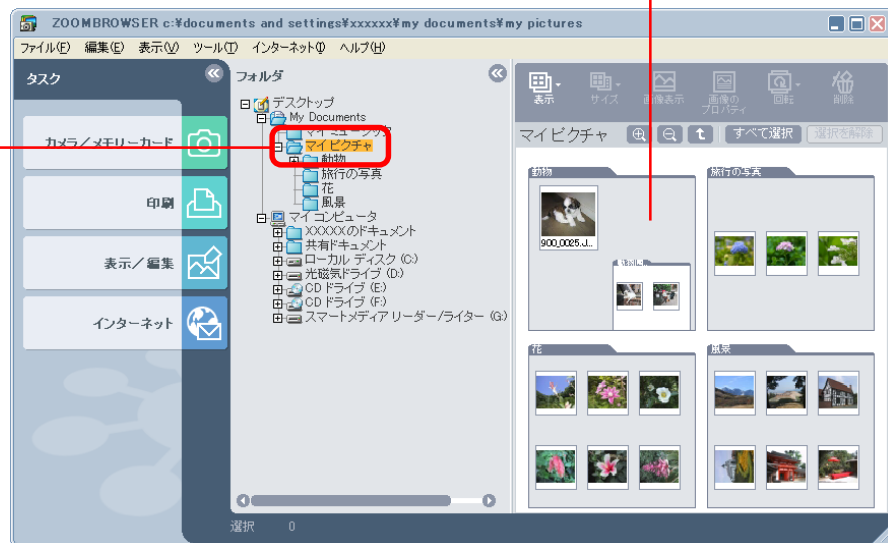 ZOOMBROWSER c:¥documents and settings¥xxxxxx¥my documents¥my pictures
ファイル(F) 編集(E) 表示(V) ツール(T) インターネット(I) ヘルプ(H)
タスク
カメラ/メモリーカード
印刷
表示/編集
インターネット
フォルダ
デスクトップ
My Documents
マイ ミュージック
マイ ピクチャ
動物
旅行の写真
花
風景
マイ コンピュータ
XXXXXのドキュメント
共有ドキュメント
ローカル ディスク (C:)
光磁気ドライブ (D:)
CD ドライブ (E:)
CD ドライブ (F:)
スマートメディア リーダー/ライター (G:)
表示
サイズ
画像表示
画像の
プロパティ
回転
削除
マイ ピクチャ
すべて選択
選択を解除
動物
900_0025.J...
旅行の写真
花
風景
選択 0